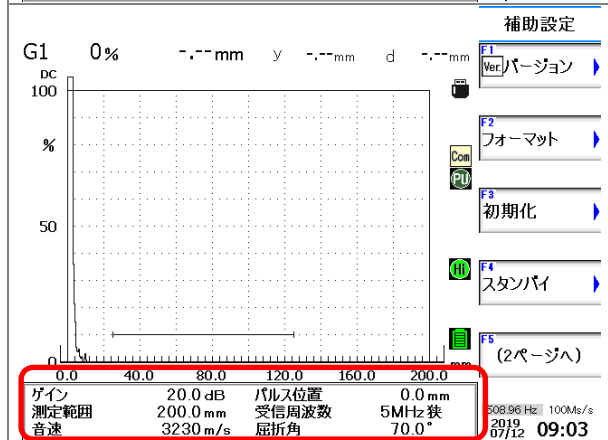 補助設定
G1 0% -.--mm y -.--mm d -.--mm
DC
100
%
50
0
0.0 40.0 80.0 120.0 160.0 200.0 mm
Com
PU
Hi
F1
Ver. バージョン
F2
フォーマット
F3
初期化
F4
スタンバイ
F5
(2ページへ)
ゲイン 20.0 dB パルス位置 0.0 mm
測定範囲 200.0 mm 受信周波数 5MHz 狭
音速 3230 m/s 屈折角 70.0°
508.96 Hz 100Ms/s
2019
07/12 09:03